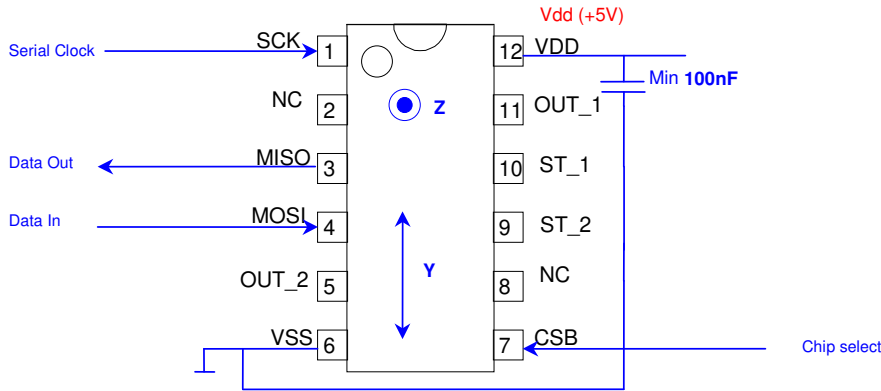 Vdd (+5V)
Serial Clock SCK 1 12 VDD
Min 100nF
NC 2 Z 11 OUT_1
Data Out MISO 3 10 ST_1
Data In MOSI 4 9 ST_2
OUT_2 5 Y 8 NC
VSS 6 7 CSB Chip select